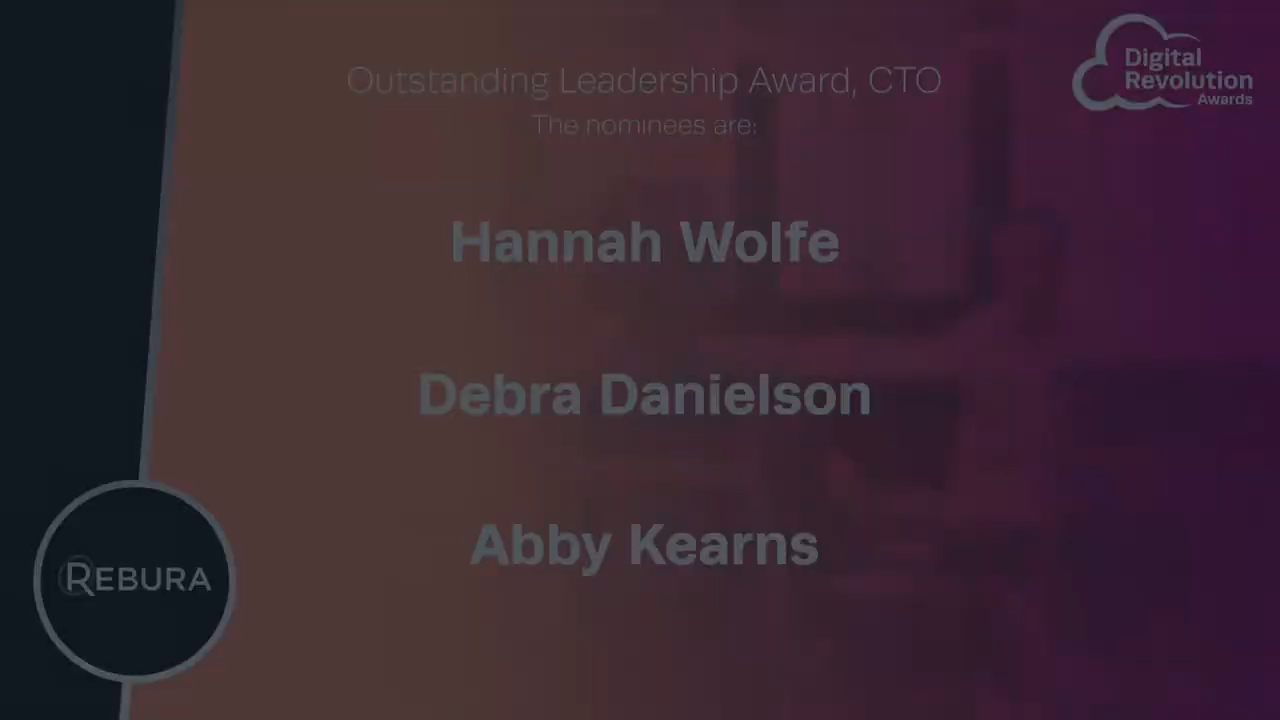 Outstanding Leadership Award, CTO
The nominees are:
Digital
Revolution
Awards
Hannah Wolfe
Debra Danielson
Abby Kearns
REBURA